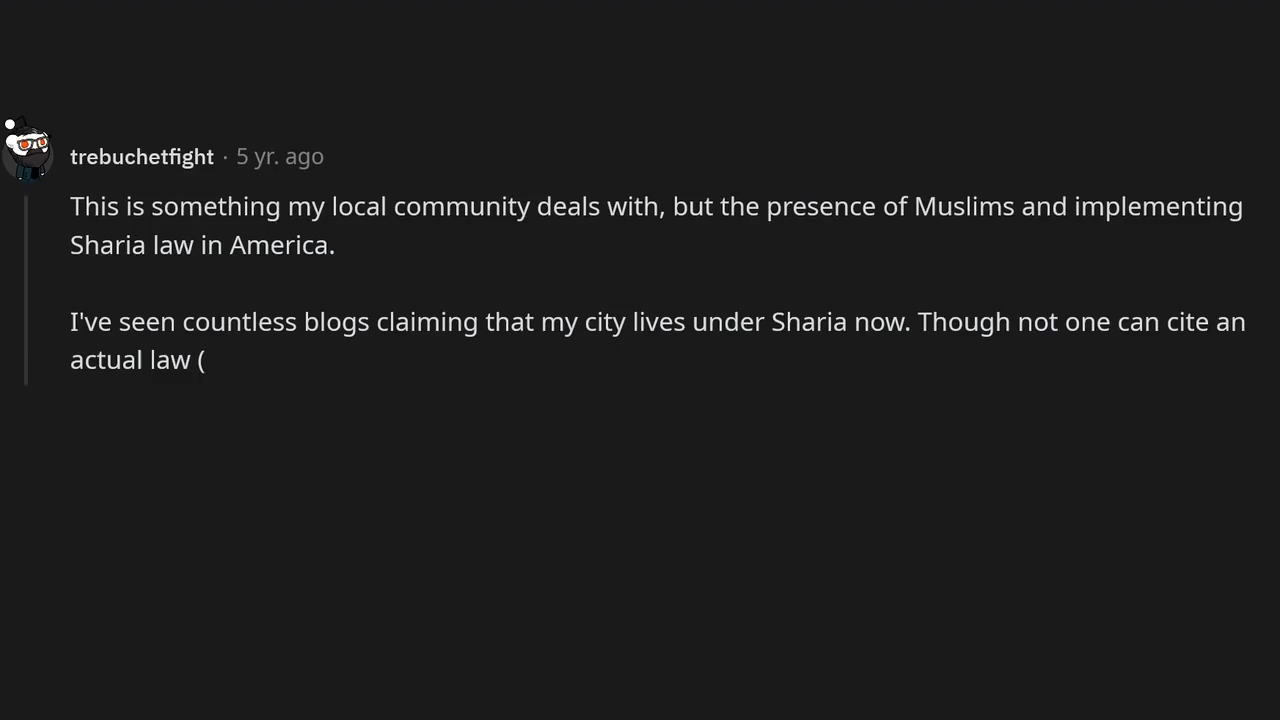 trebuchetfight · 5 yr. ago
This is something my local community deals with, but the presence of Muslims and implementing
Sharia law in America.
I've seen countless blogs claiming that my city lives under Sharia now. Though not one can cite an
actual law (